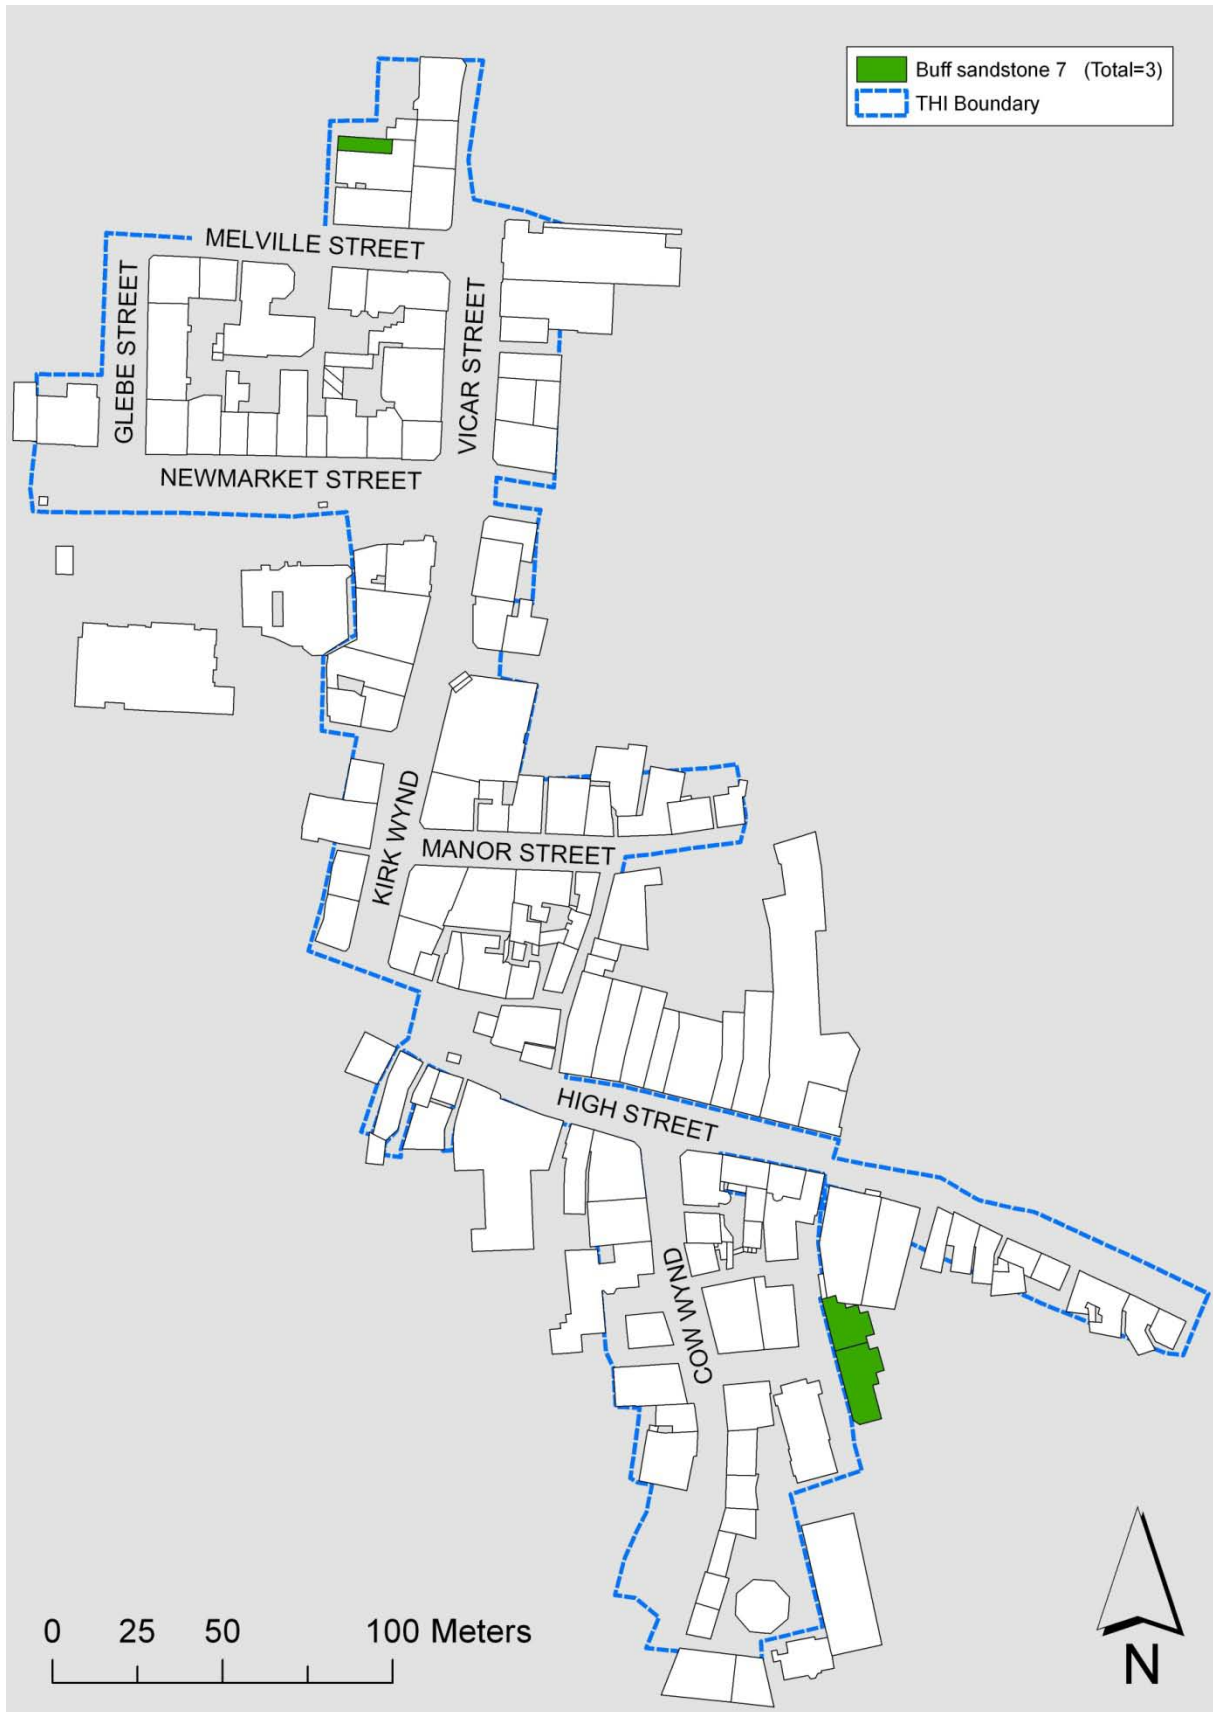 Buff sandstone 7 (Total=3)
THI Boundary
MELVILLE STREET
GLEBE STREET
VICAR STREET
NEWMARKET STREET
KIRK WYND
MANOR STREET
HIGH STREET
COW WYND
0 25 50 100 Meters
N